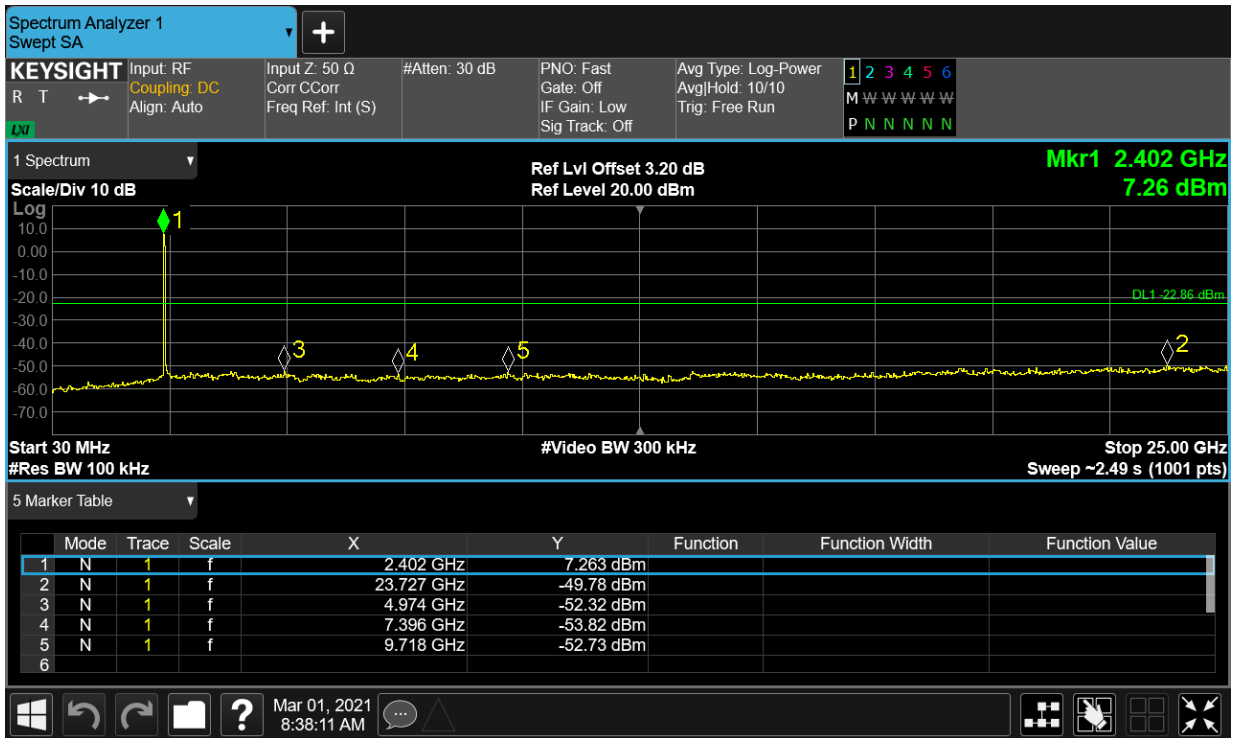 Spectrum Analyzer 1
Swept SA
+
KEYSIGHT
R T
LXI
Input: RF
Coupling: DC
Align: Auto
Input Z: 50 Ω
Corr CCorr
Freq Ref: Int (S)
#Atten: 30 dB
PNO: Fast
Gate: Off
IF Gain: Low
Sig Track: Off
Avg Type: Log-Power
Avg|Hold: 10/10
Trig: Free Run
1 2 3 4 5 6
M W W W W W
P N N N N N N
1 Spectrum
Scale/Div 10 dB
Ref Lvl Offset 3.20 dB
Ref Level 20.00 dBm
Mkr1 2.402 GHz
7.26 dBm
Log
10.0
0.00
-10.0
-20.0
-30.0
-40.0
-50.0
-60.0
-70.0
1
3
4
5
2
DL1 -22.86 dBm
Start 30 MHz
#Res BW 100 kHz
#Video BW 300 kHz
Stop 25.00 GHz
Sweep ~2.49 s (1001 pts)
5 Marker Table
Mode Trace Scale X Y Function Function Width Function Value
1 N 1 f 2.402 GHz 7.263 dBm
2 N 1 f 23.727 GHz -49.78 dBm
3 N 1 f 4.974 GHz -52.32 dBm
4 N 1 f 7.396 GHz -53.82 dBm
5 N 1 f 9.718 GHz -52.73 dBm
6
?
Mar 01, 2021
8:38:11 AM